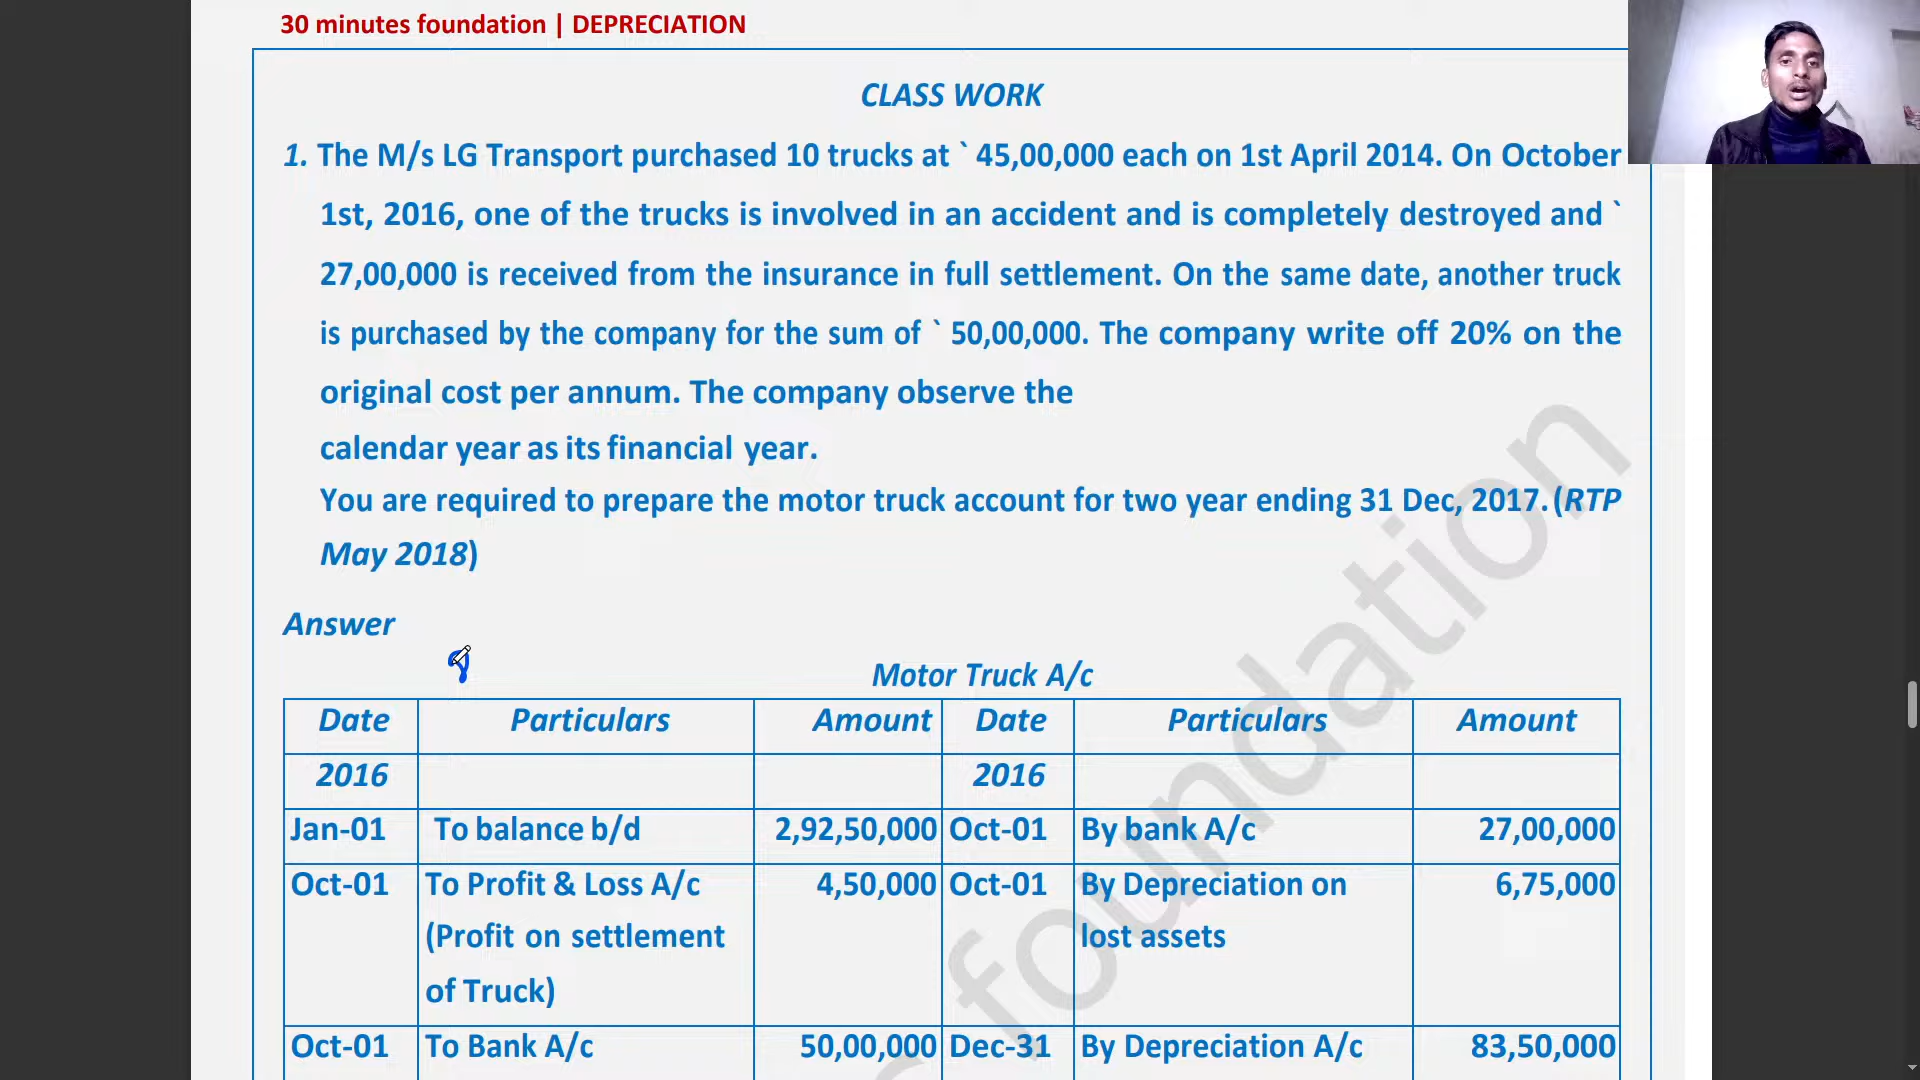 30 minutes foundation | DEPRECIATION
CLASS WORK
1. The M/s LG Transport purchased 10 trucks at ` 45,00,000 each on 1st April 2014. On October
1st, 2016, one of the trucks is involved in an accident and is completely destroyed and `
27,00,000 is received from the insurance in full settlement. On the same date, another truck
is purchased by the company for the sum of ` 50,00,000. The company write off 20% on the
original cost per annum. The company observe the
calendar year as its financial year.
You are required to prepare the motor truck account for two year ending 31 Dec, 2017. (RTP
May 2018)
Answer
Motor Truck A/c
Date Particulars Amount Date Particulars Amount
2016 2016
Jan-01 To balance b/d 2,92,50,000 Oct-01 By bank A/c 27,00,000
Oct-01 To Profit & Loss A/c 4,50,000 Oct-01 By Depreciation on 6,75,000
(Profit on settlement lost assets
of Truck)
Oct-01 To Bank A/c 50,00,000 Dec-31 By Depreciation A/c 83,50,000
foundation